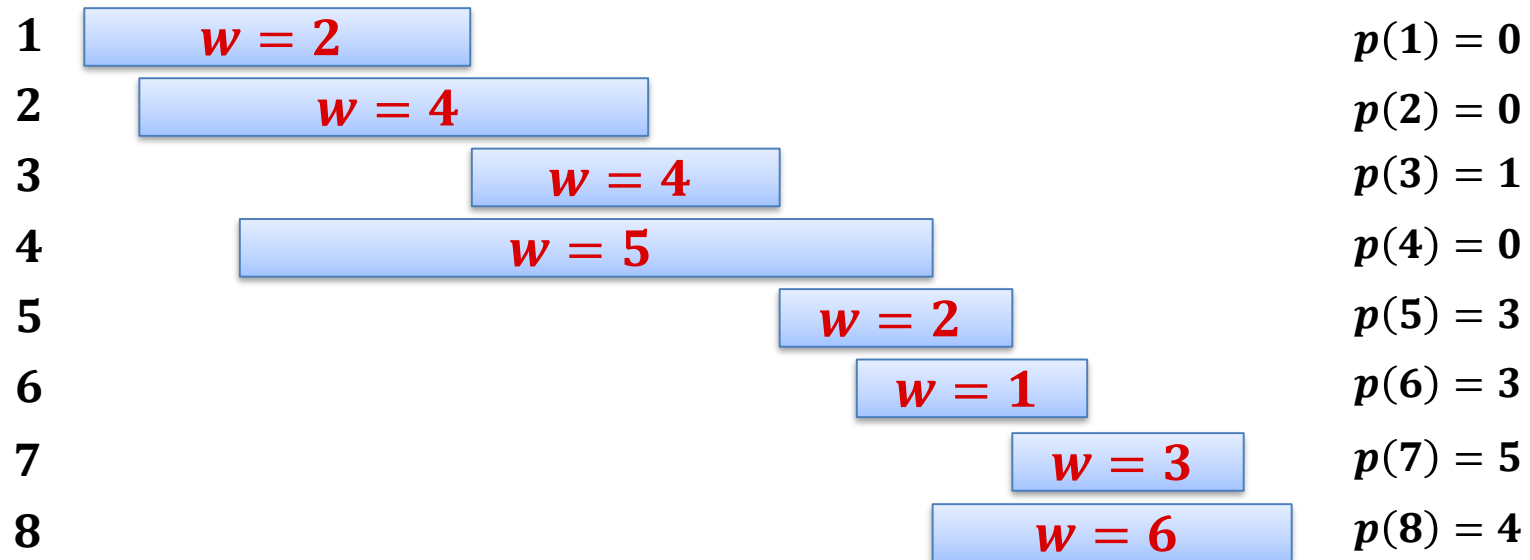 1 w = 2 p(1) = 0
2 w = 4 p(2) = 0
3 w = 4 p(3) = 1
4 w = 5 p(4) = 0
5 w = 2 p(5) = 3
6 w = 1 p(6) = 3
7 w = 3 p(7) = 5
8 w = 6 p(8) = 4